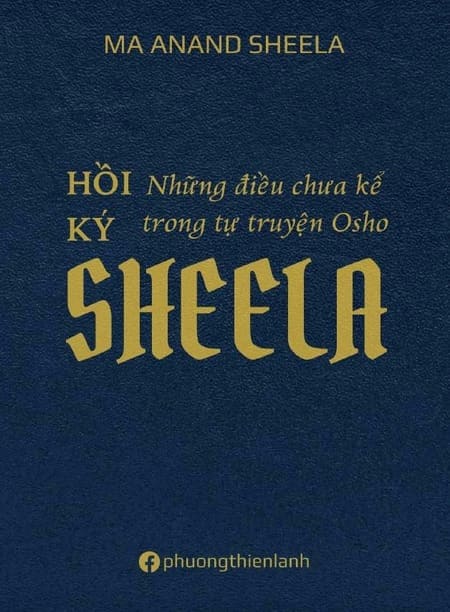 MA ANAND SHEELA
HỒI
KÝ
Những điều chưa kể
trong tự truyện Osho
SHEELA
phuongthienlanh